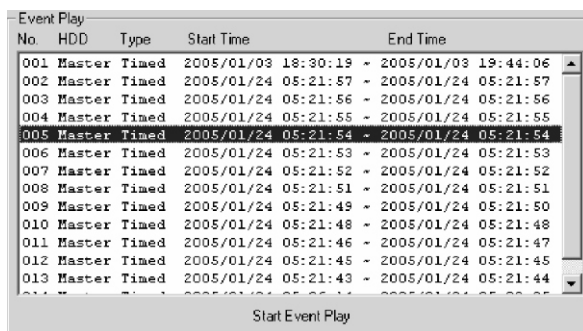 Event Play
No. HDD Type Start Time End Time
001 Master Timed 2005/01/03 18:30:19 ~ 2005/01/03 19:44:06
002 Master Timed 2005/01/24 05:21:57 ~ 2005/01/24 05:21:57
003 Master Timed 2005/01/24 05:21:56 ~ 2005/01/24 05:21:56
004 Master Timed 2005/01/24 05:21:55 ~ 2005/01/24 05:21:55
005 Master Timed 2005/01/24 05:21:54 ~ 2005/01/24 05:21:54
006 Master Timed 2005/01/24 05:21:53 ~ 2005/01/24 05:21:53
007 Master Timed 2005/01/24 05:21:52 ~ 2005/01/24 05:21:52
008 Master Timed 2005/01/24 05:21:51 ~ 2005/01/24 05:21:51
009 Master Timed 2005/01/24 05:21:49 ~ 2005/01/24 05:21:50
010 Master Timed 2005/01/24 05:21:48 ~ 2005/01/24 05:21:48
011 Master Timed 2005/01/24 05:21:46 ~ 2005/01/24 05:21:47
012 Master Timed 2005/01/24 05:21:45 ~ 2005/01/24 05:21:45
013 Master Timed 2005/01/24 05:21:43 ~ 2005/01/24 05:21:44
Start Event Play